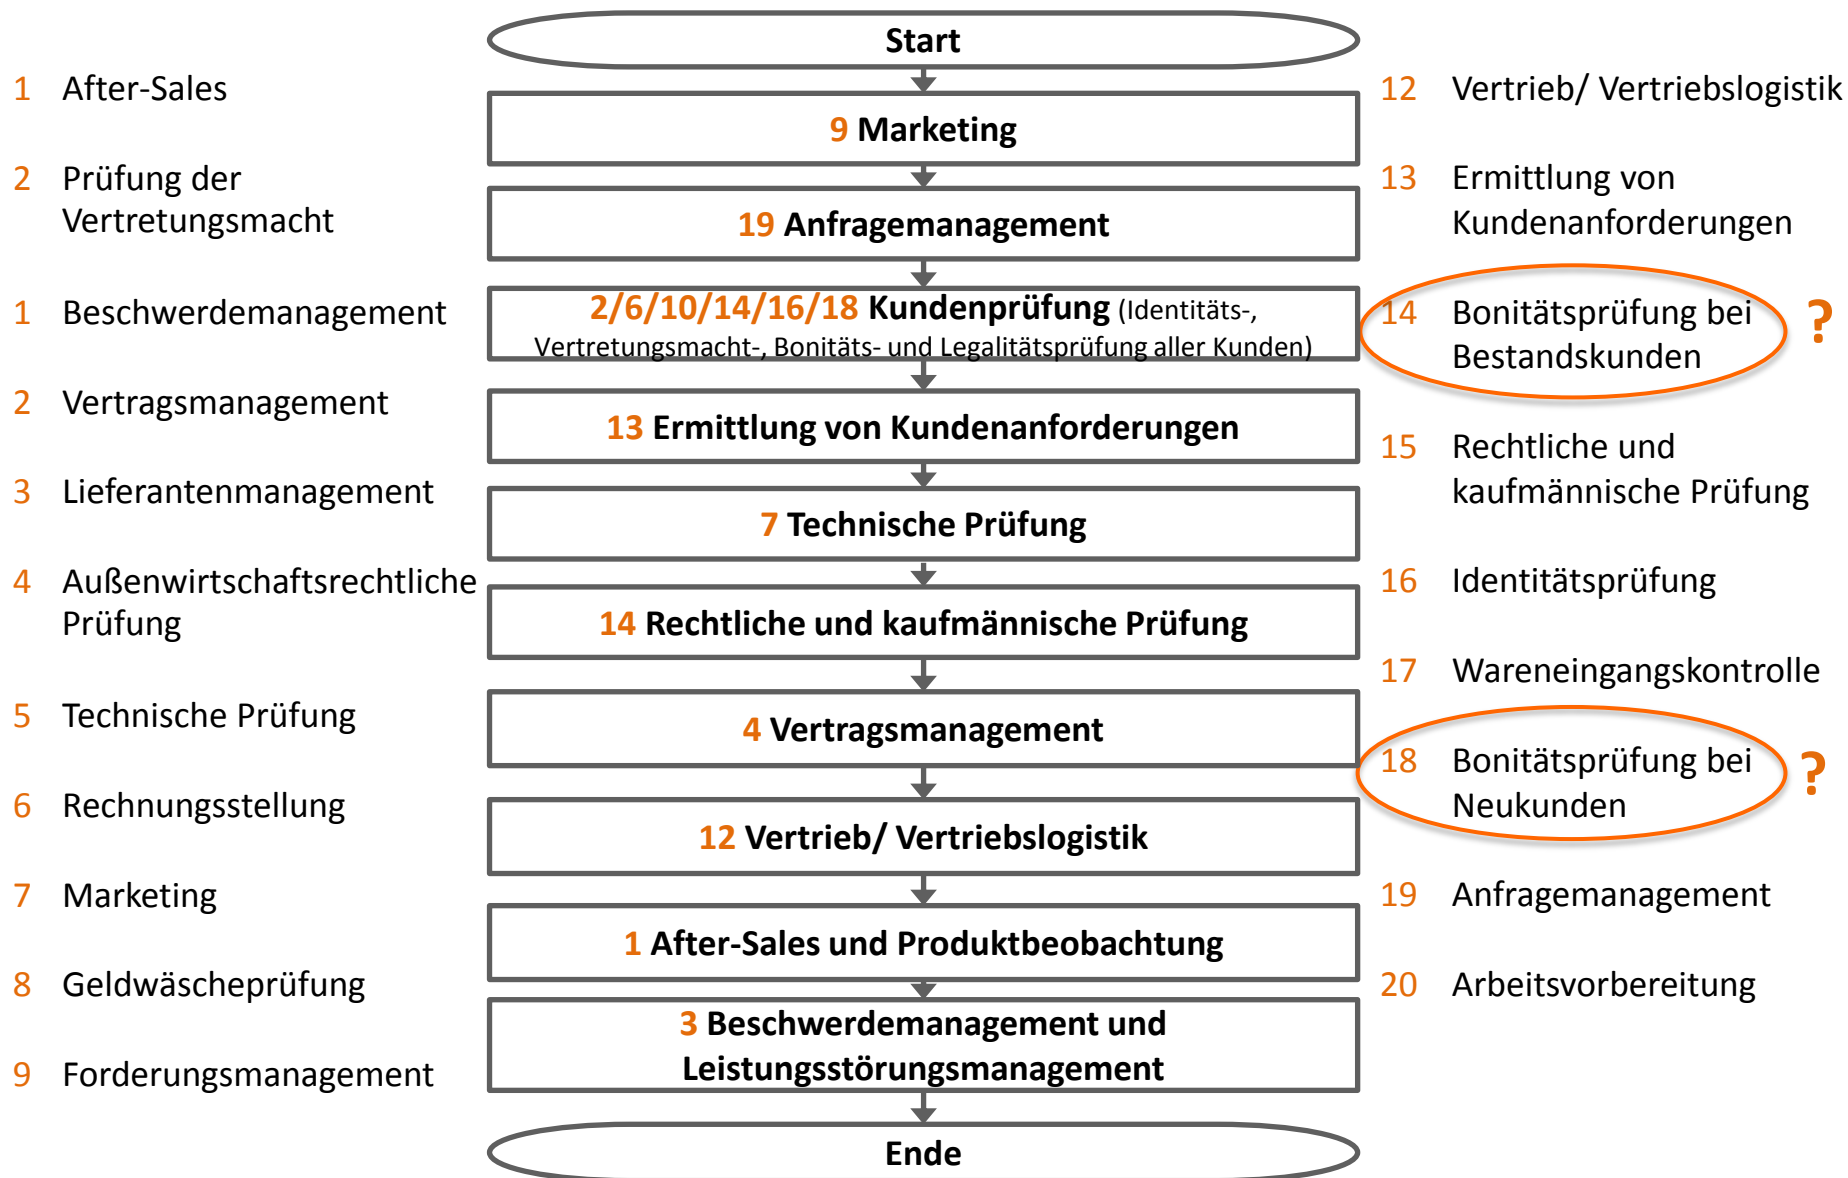 1 After-Sales
2 Prüfung der
Vertretungsmacht
1 Beschwerdemanagement
2 Vertragsmanagement
3 Lieferantenmanagement
4 Außenwirtschaftsrechtliche
Prüfung
5 Technische Prüfung
6 Rechnungsstellung
7 Marketing
8 Geldwäscheprüfung
9 Forderungsmanagement
Start
9 Marketing
19 Anfragemanagement
2/6/10/14/16/18 Kundenprüfung (Identitäts-,
Vertretungsmacht-, Bonitäts- und Legalitätsprüfung aller Kunden)
13 Ermittlung von Kundenanforderungen
7 Technische Prüfung
14 Rechtliche und kaufmännische Prüfung
4 Vertragsmanagement
12 Vertrieb/ Vertriebslogistik
1 After-Sales und Produktbeobachtung
3 Beschwerdemanagement und
Leistungsstörungsmanagement
Ende
12 Vertrieb/ Vertriebslogistik
13 Ermittlung von
Kundenanforderungen
14 Bonitätsprüfung bei ?
Bestandskunden
15 Rechtliche und
kaufmännische Prüfung
16 Identitätsprüfung
17 Wareneingangskontrolle
18 Bonitätsprüfung bei ?
Neukunden
19 Anfragemanagement
20 Arbeitsvorbereitung